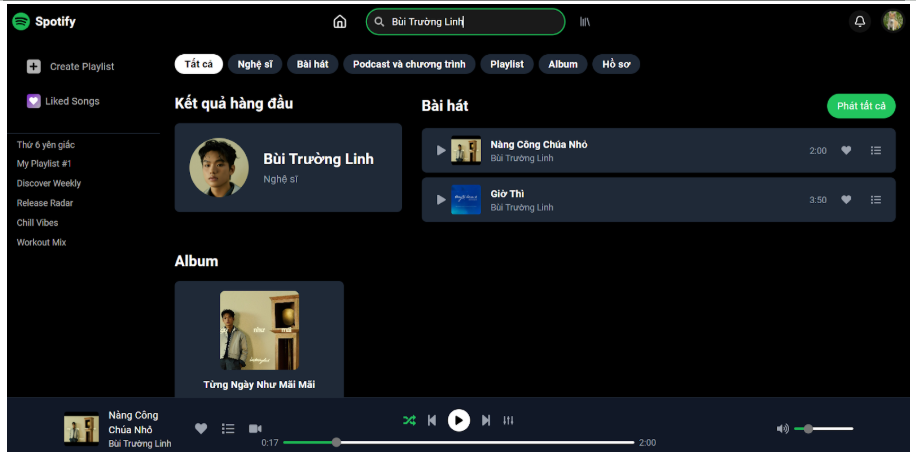 Spotify
Bùi Trường Linh
Create Playlist
Liked Songs
Thứ 6 yên giấc
My Playlist #1
Discover Weekly
Release Radar
Chill Vibes
Workout Mix
Tất cả
Nghệ sĩ
Bài hát
Podcast và chương trình
Playlist
Album
Hồ sơ
Kết quả hàng đầu
Bùi Trường Linh
Nghệ sĩ
Bài hát
Phát tất cả
Nàng Công Chúa Nhỏ
Bùi Trường Linh
2:00
Giờ Thì
Bùi Trường Linh
3:50
Album
như
mãi
Từng Ngày Như Mãi Mãi
Nàng Công
Chúa Nhỏ
Bùi Trường Linh
0:17
2:00